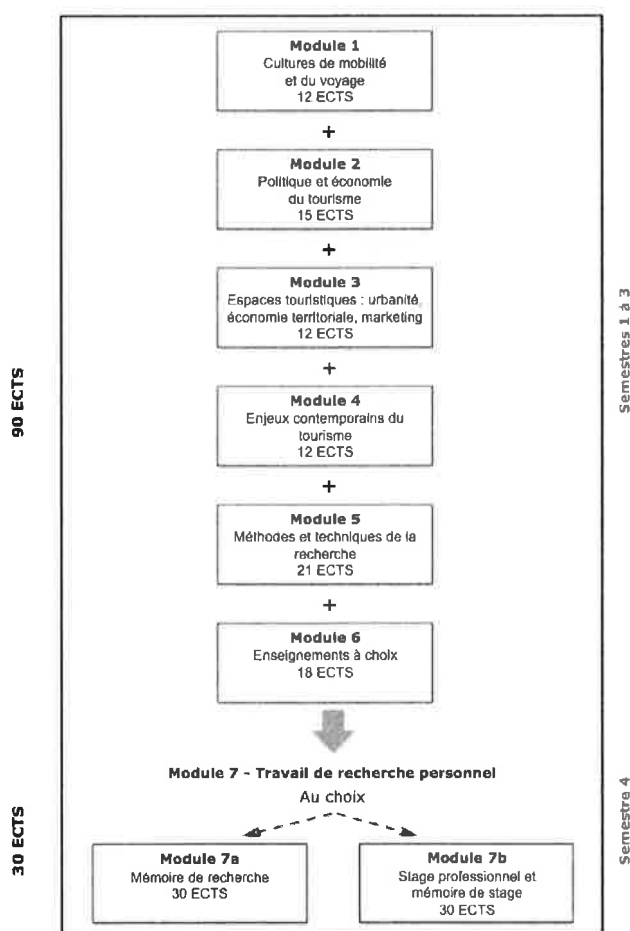 Module 1
Cultures de mobilité
et du voyage
12 ECTS
+
Module 2
Politique et économie
du tourisme
15 ECTS
+
Module 3
Espaces touristiques : urbanité,
économie territoriale, marketing
12 ECTS
+
Module 4
Enjeux contemporains du
tourisme
12 ECTS
+
Module 5
Méthodes et techniques de la
recherche
21 ECTS
+
Module 6
Enseignements à choix
18 ECTS
90 ECTS
Semestres 1 à 3
Module 7 - Travail de recherche personnel
Au choix
Module 7a
Mémoire de recherche
30 ECTS
Module 7b
Stage professionnel et
mémoire de stage
30 ECTS
30 ECTS
Semestre 4